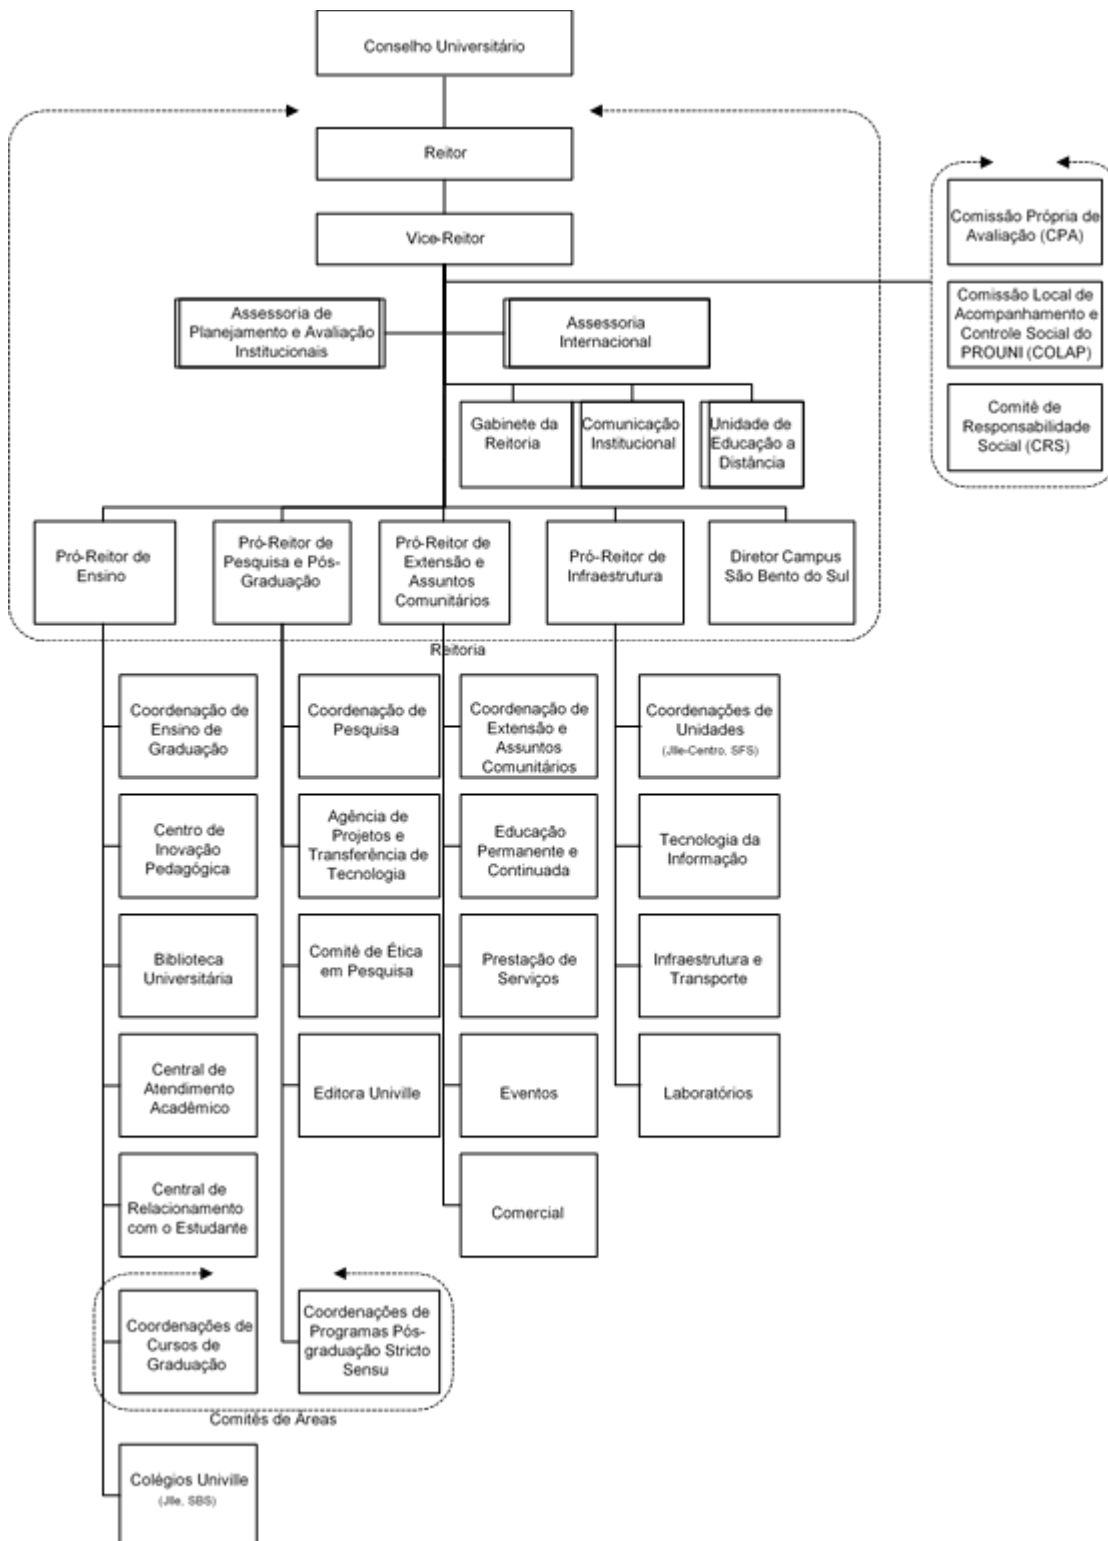 Conselho Universitário
Reitor
Vice-Reitor
Comissão Própria de
Avaliação (CPA)
Comissão Local de
Acompanhamento e
Controle Social do
PROUNI (COLAP)
Comitê de
Responsabilidade
Social (CRS)
Assessoria de
Planejamento e Avaliação
Institucionais
Assessoria
Internacional
Gabinete da
Reitoria
Comunicação
Institucional
Unidade de
Educação a
Distância
Pró-Reitor de
Ensino
Pró-Reitor de
Pesquisa e Pós-
Graduação
Pró-Reitor de
Extensão e
Assuntos
Comunitários
Pró-Reitor de
Infraestrutura
Diretor Campus
São Bento do Sul
Reitoria
Coordenação de
Ensino de
Graduação
Coordenação de
Pesquisa
Coordenação de
Extensão e
Assuntos
Comunitários
Coordenações de
Unidades
(Jlle-Centro, SFS)
Centro de
Inovação
Pedagógica
Agência de
Projetos e
Transferência de
Tecnologia
Educação
Permanente e
Continuada
Tecnologia da
Informação
Biblioteca
Universitária
Comitê de Ética
em Pesquisa
Prestação de
Serviços
Infraestrutura e
Transporte
Central de
Atendimento
Acadêmico
Editora Univille
Eventos
Laboratórios
Central de
Relacionamento
com o Estudante
Comercial
Coordenações de
Cursos de
Graduação
Coordenações de
Programas Pós-
graduação Stricto
Sensu
Comitês de Áreas
Colégios Univille
(Jlle, SBS)